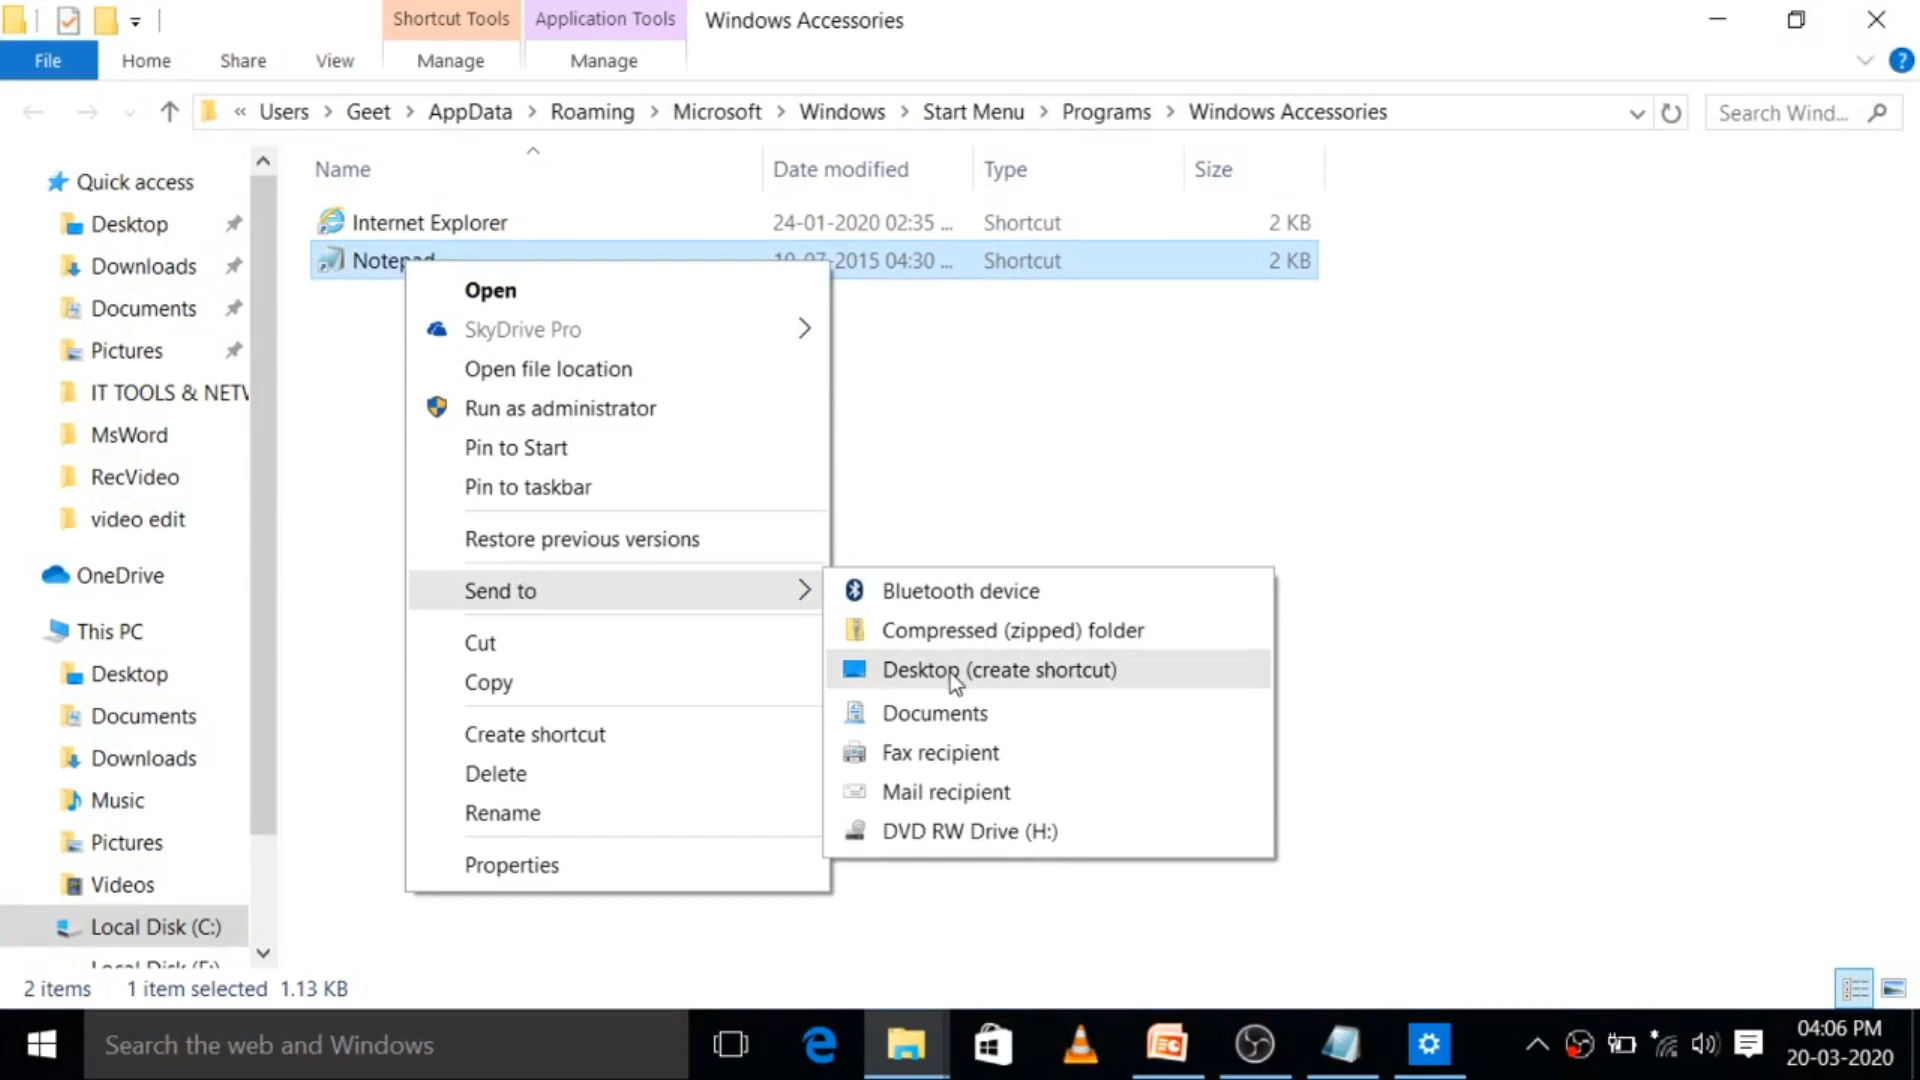 Shortcut Tools
Application Tools
Windows Accessories
File
Home
Share
View
Manage
Manage
« Users > Geet > AppData > Roaming > Microsoft > Windows > Start Menu > Programs > Windows Accessories
Search Wind...
Name
Date modified
Type
Size
Internet Explorer
24-01-2020 02:35 ...
Shortcut
2 KB
Notepad
10-07-2015 04:30 ...
Shortcut
2 KB
Quick access
Desktop
Downloads
Documents
Pictures
IT TOOLS & NETW
MsWord
RecVideo
video edit
OneDrive
This PC
Desktop
Documents
Downloads
Music
Pictures
Videos
Local Disk (C:)
Local Disk (E:)
Open
SkyDrive Pro
Open file location
Run as administrator
Pin to Start
Pin to taskbar
Restore previous versions
Send to
Cut
Copy
Create shortcut
Delete
Rename
Properties
Bluetooth device
Compressed (zipped) folder
Desktop (create shortcut)
Documents
Fax recipient
Mail recipient
DVD RW Drive (H:)
2 items
1 item selected 1.13 KB
Search the web and Windows
04:06 PM
20-03-2020